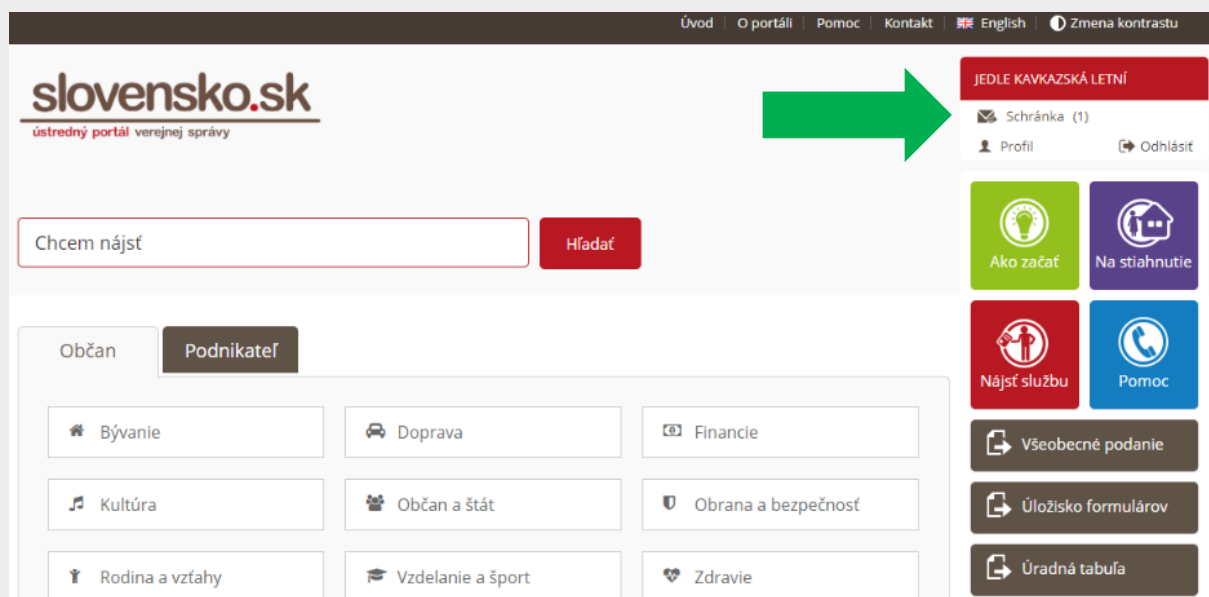 Úvod O portáli Pomoc Kontakt English Zmena kontrastu
slovensko.sk
ústredný portál verejnej správy
JEDLE KAVKAZSKÁ LETNÍ
Schránka (1)
Profil Odhlásiť
Chcem nájsť Hľadať
Ako začať Na stiahnutie
Nájsť službu Pomoc
Občan Podnikateľ
Bývanie Doprava Financie
Kultúra Občan a štát Obrana a bezpečnosť
Rodina a vzťahy Vzdelanie a šport Zdravie
Všeobecné podanie
Úložisko formulárov
Úradná tabuľa